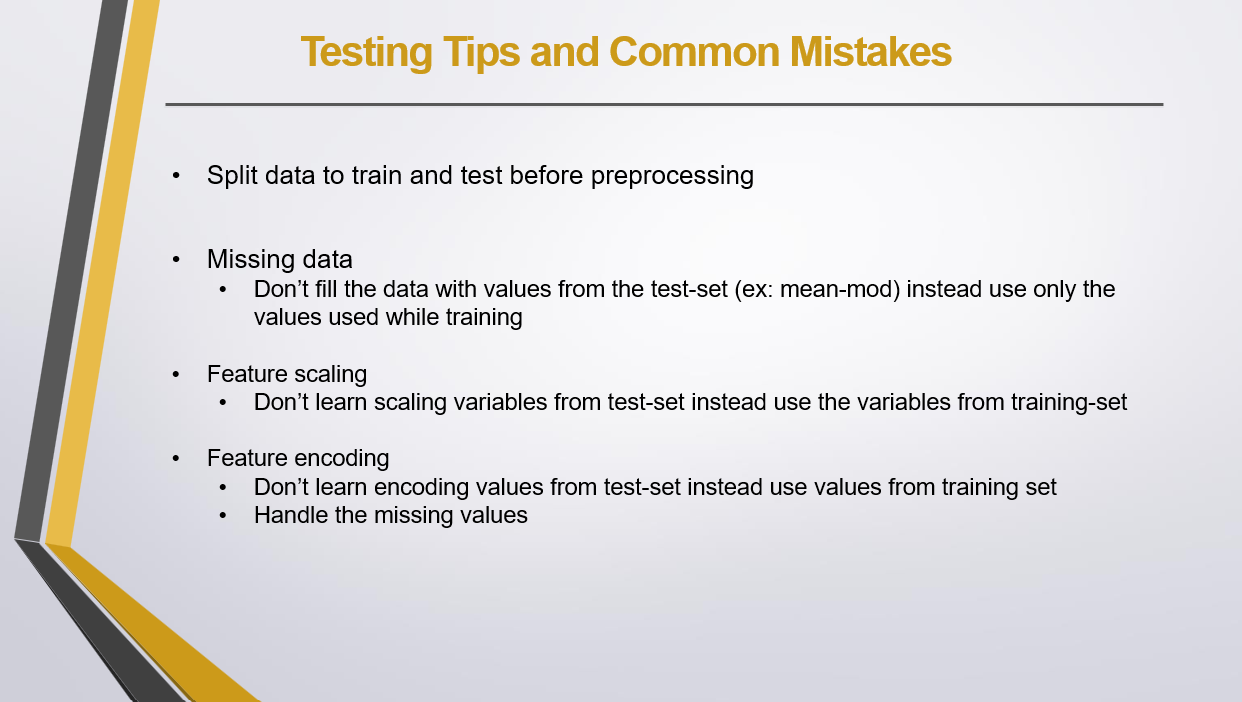 Testing Tips and Common Mistakes
• Split data to train and test before preprocessing
• Missing data
• Don’t fill the data with values from the test-set (ex: mean-mod) instead use only the
values used while training
• Feature scaling
• Don’t learn scaling variables from test-set instead use the variables from training-set
• Feature encoding
• Don’t learn encoding values from test-set instead use values from training set
• Handle the missing values